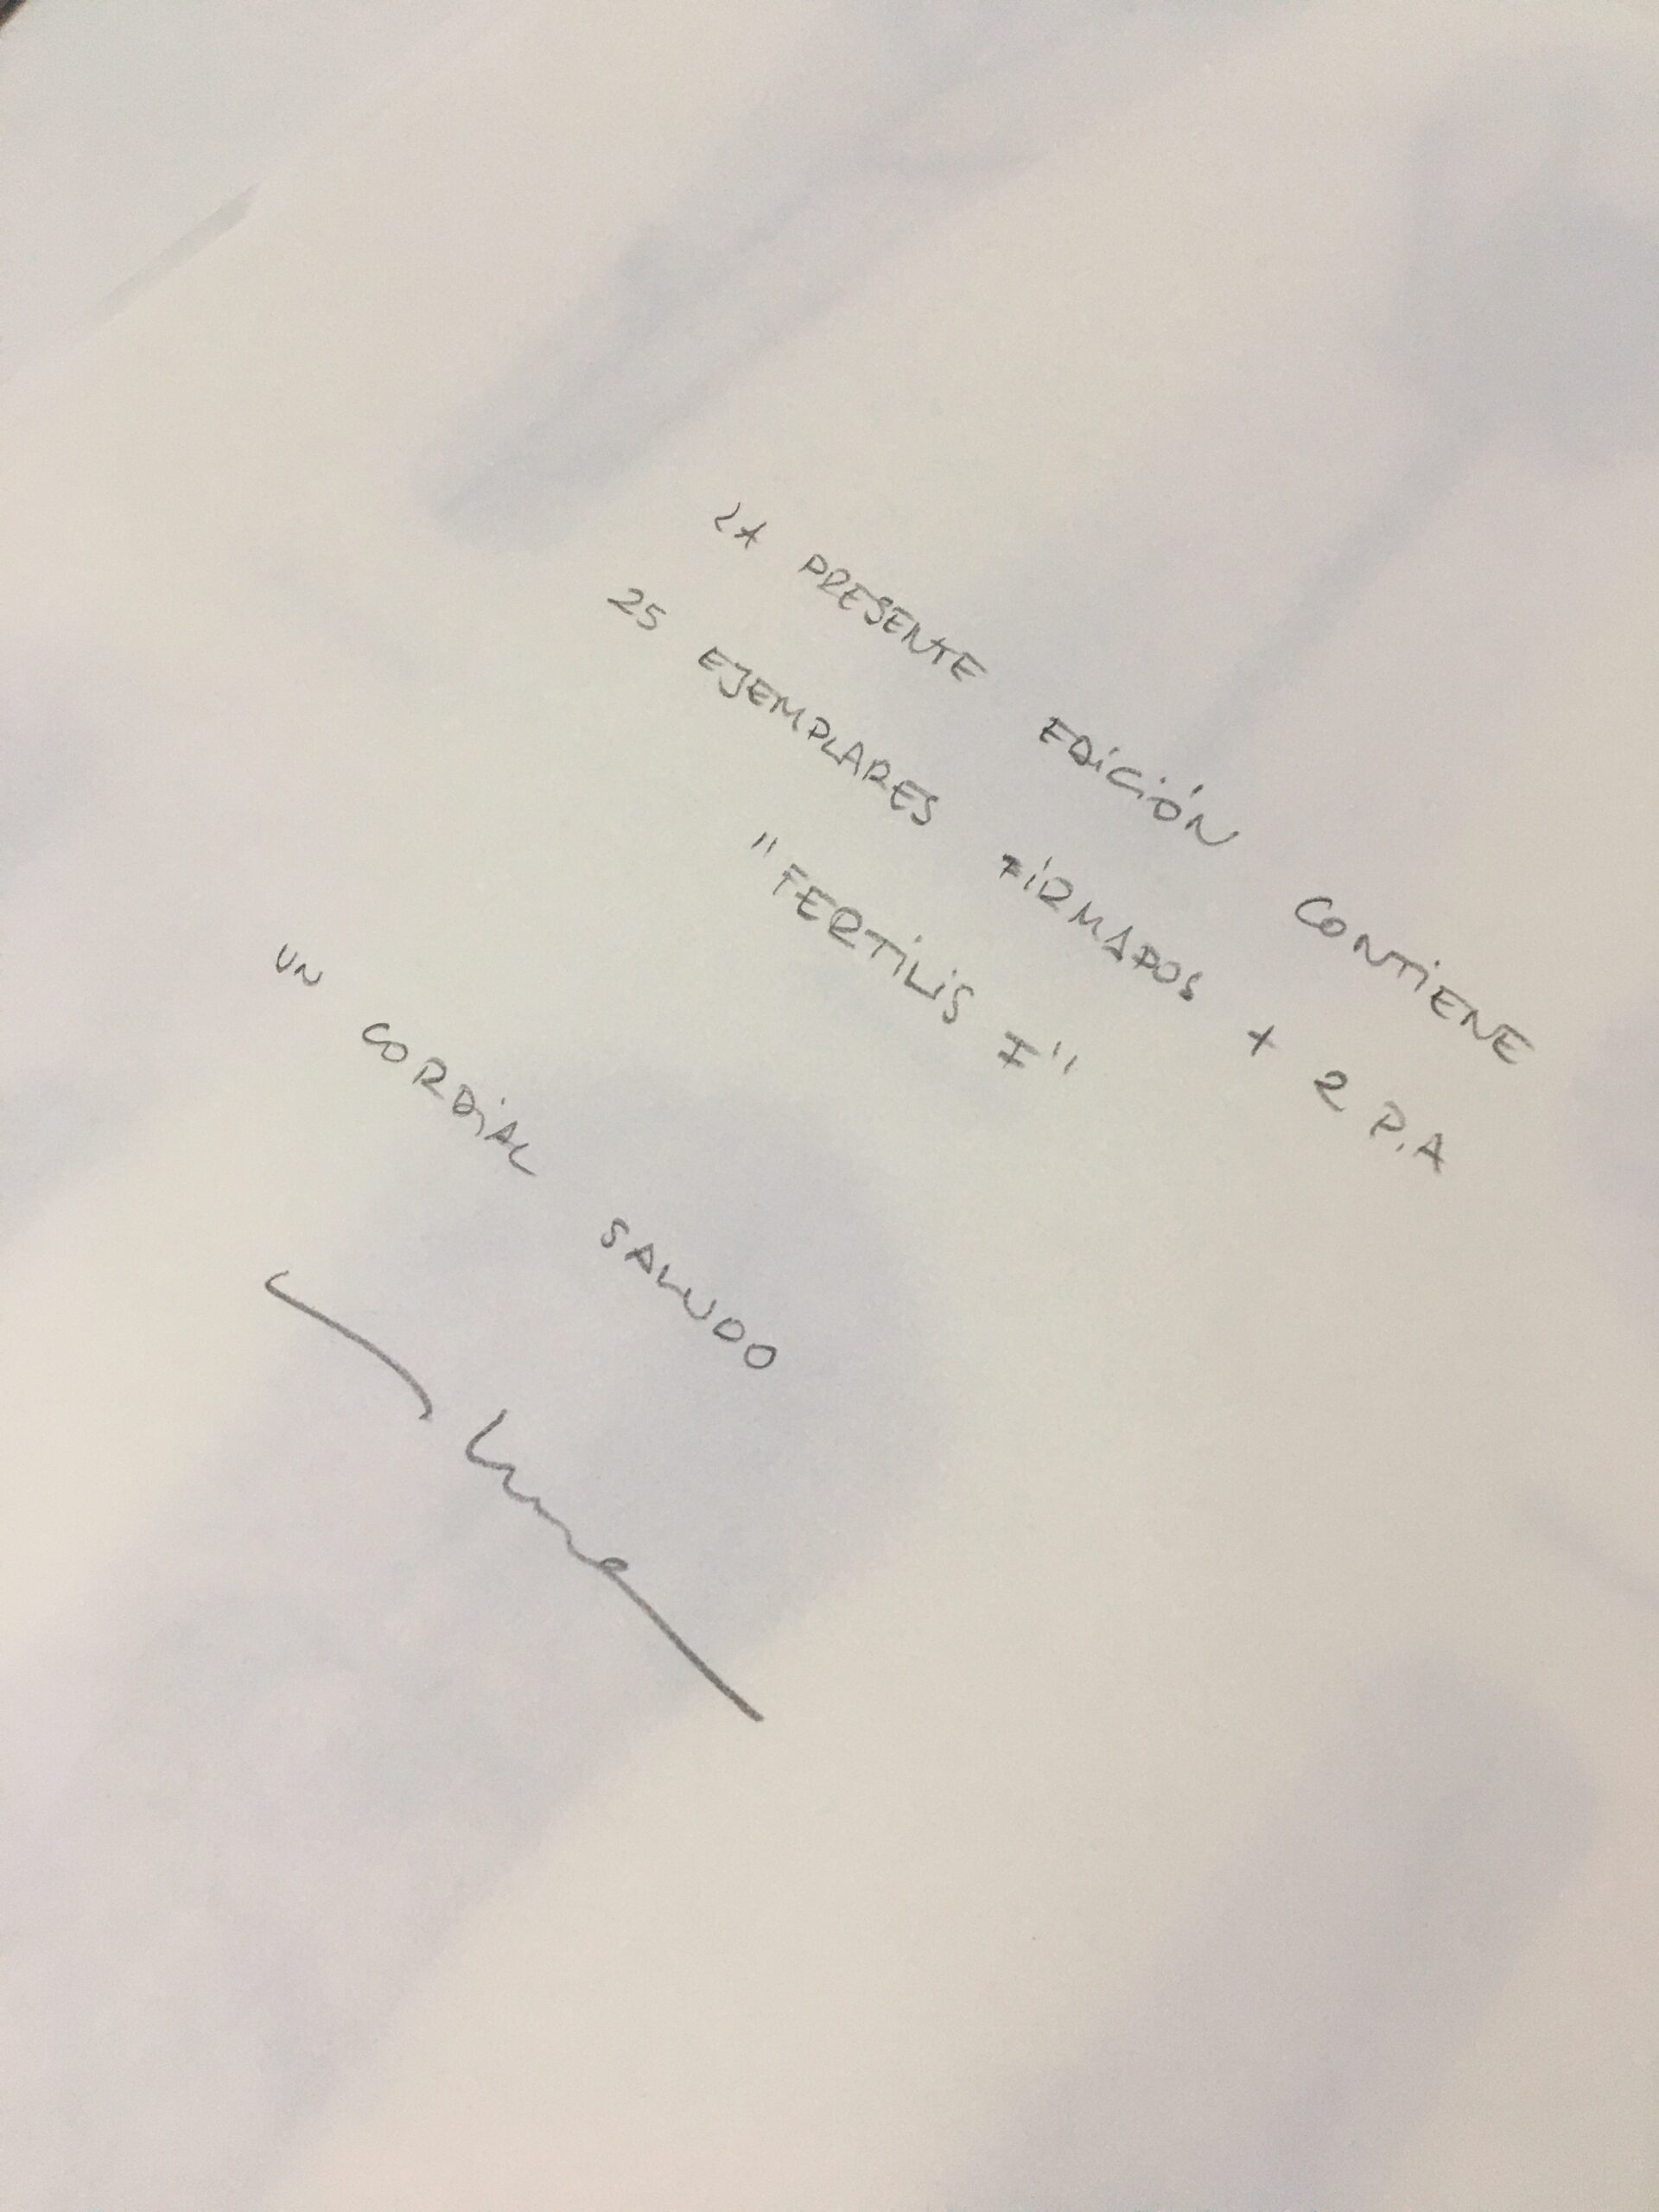 LA PRESENTE EDICIÓN CONTIENE
25 EJEMPLARES FIRMADOS + 2 P.A
"FERTILIS I"
UN CORDIAL SALUDO